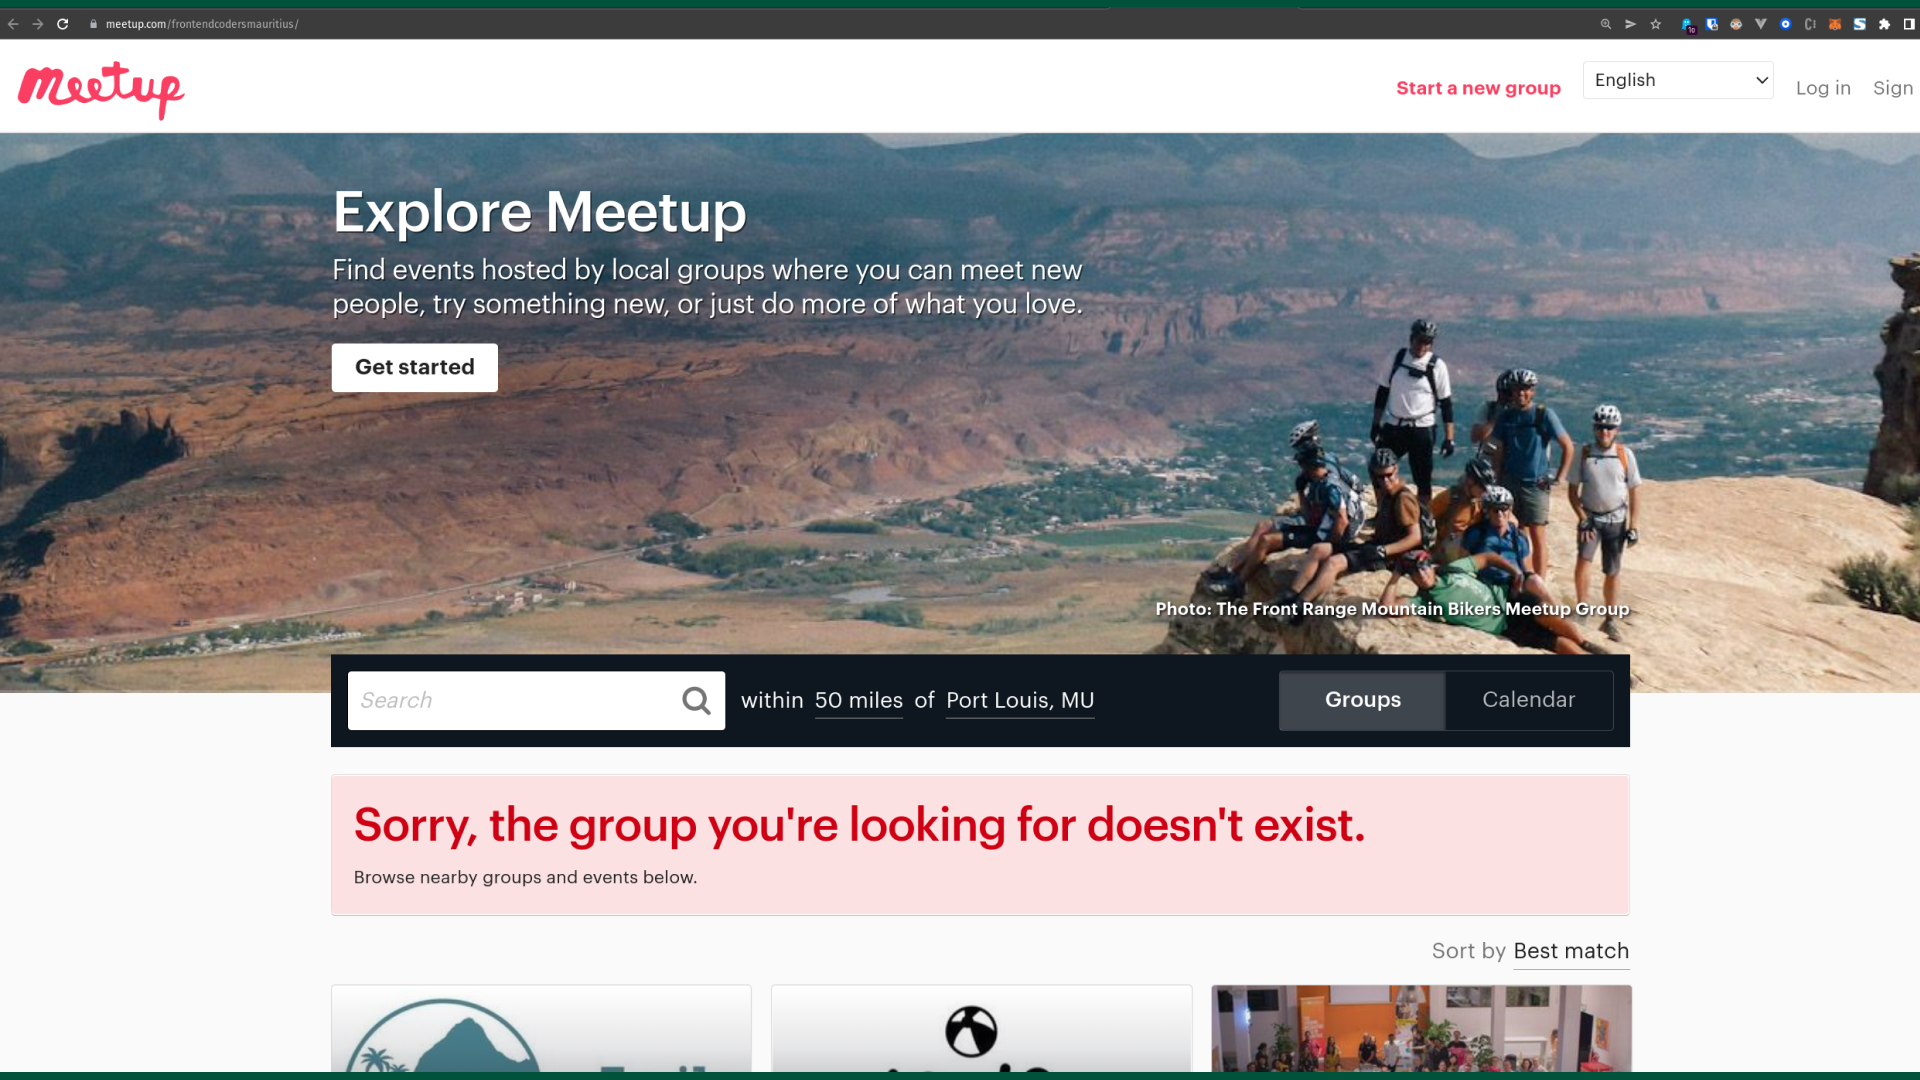 meetup.com/frontendcodersmauritius/
10
Meetup
Start a new group
English
Log in
Sign
Explore Meetup
Find events hosted by local groups where you can meet new
people, try something new, or just do more of what you love.
Get started
Photo: The Front Range Mountain Bikers Meetup Group
Search
within 50 miles of Port Louis, MU
Groups
Calendar
Sorry, the group you're looking for doesn't exist.
Browse nearby groups and events below.
Sort by Best match